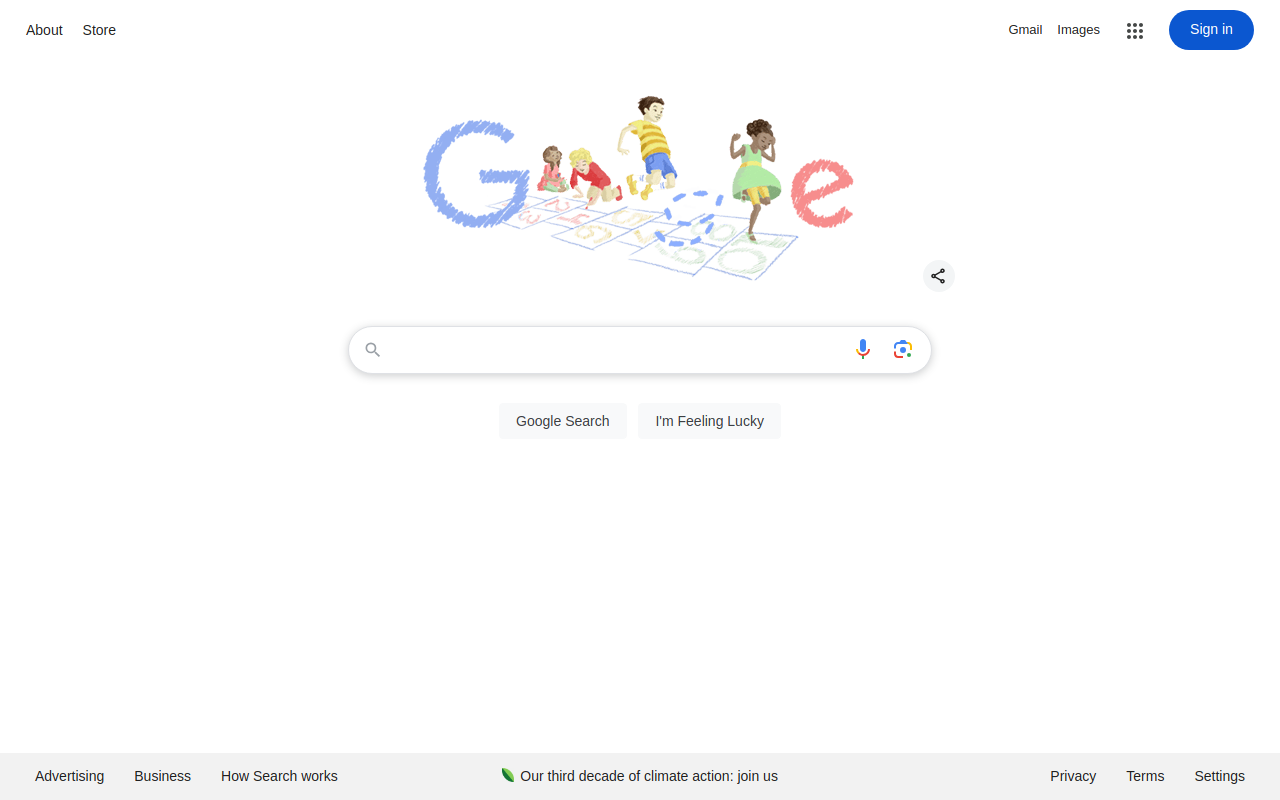 About Store
Gmail Images Sign in
Google Search I'm Feeling Lucky
Advertising Business How Search works
Our third decade of climate action: join us
Privacy Terms Settings